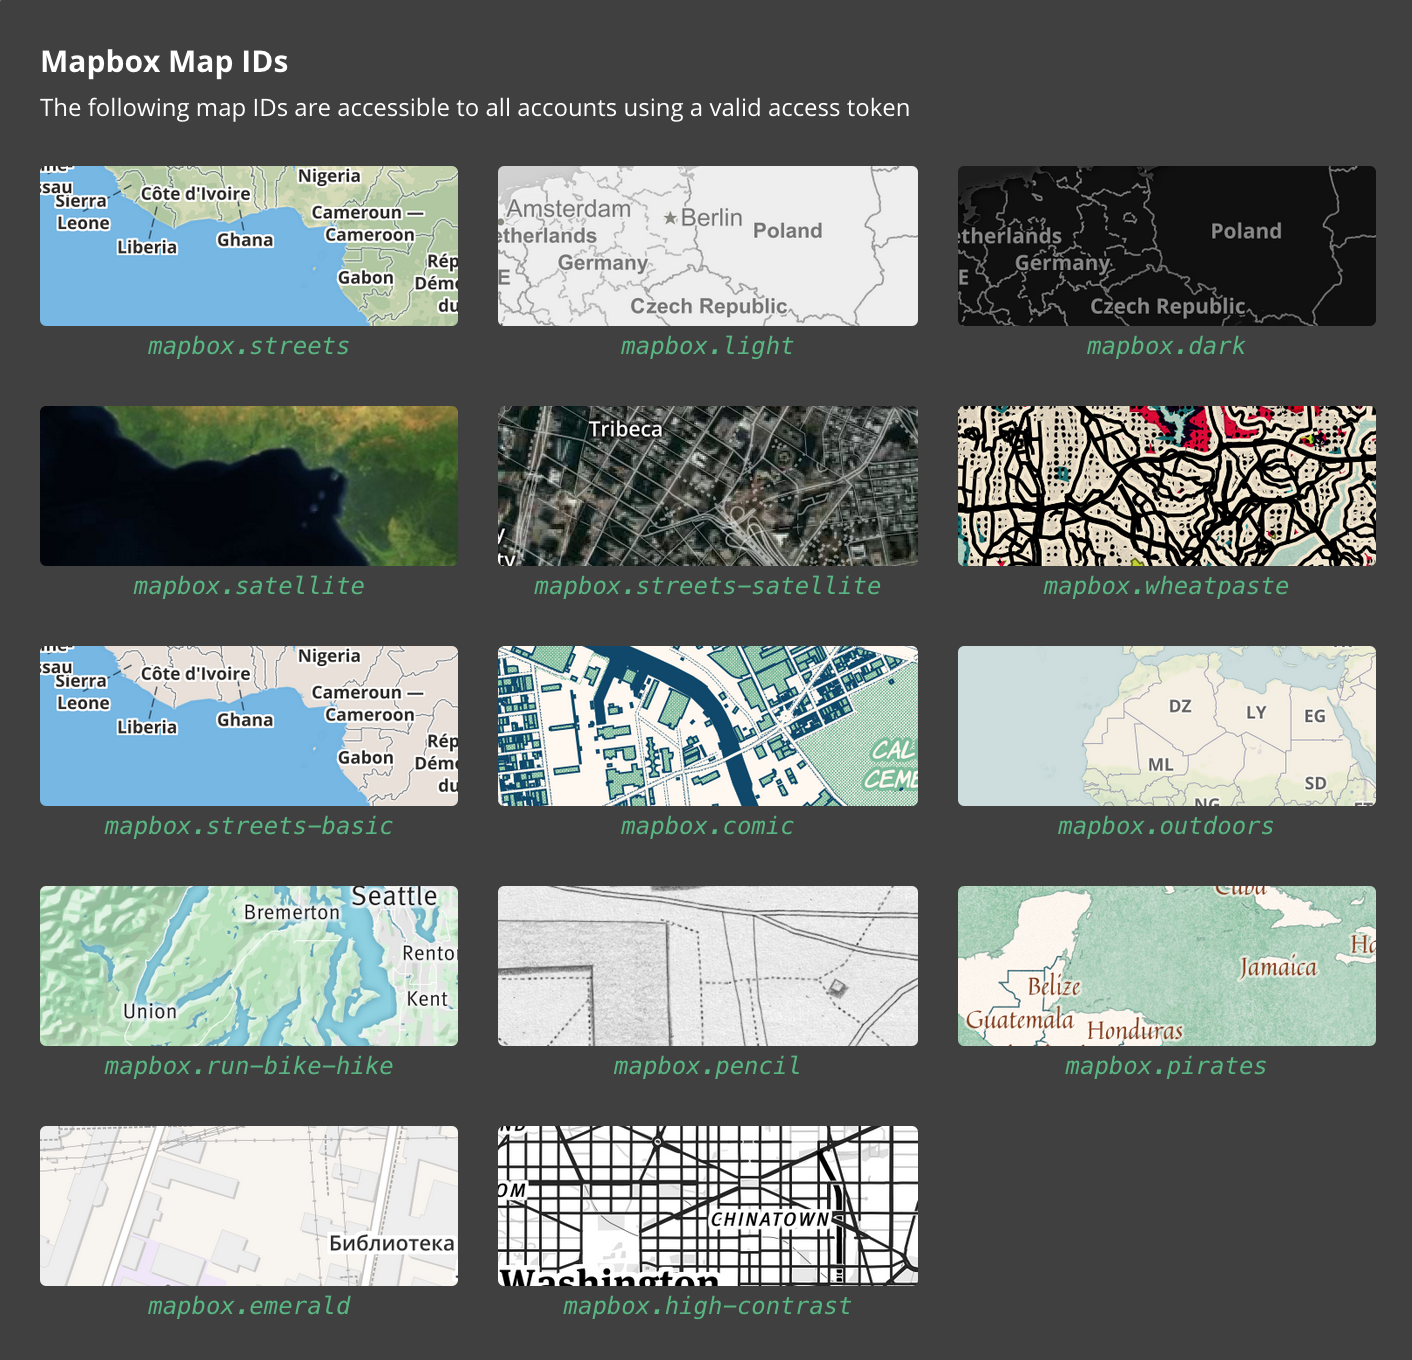 Mapbox Map IDs
The following map IDs are accessible to all accounts using a valid access token
Nigeria
Côte d'Ivoire
Sierra
Leone
Liberia
Ghana
Cameroun —
Cameroon
Gabon
Rép
Démo
du
mapbox.streets
Amsterdam
Berlin
Poland
etherlands
Germany
E
Czech Republic
mapbox.light
etherlands
Poland
Germany
E
Czech Republic
mapbox.dark
mapbox.satellite
Tribeca
mapbox.streets-satellite
mapbox.wheatpaste
Nigeria
Côte d'Ivoire
Sierra
Leone
Liberia
Ghana
Cameroun —
Cameroon
Gabon
Rép
Démo
du
mapbox.streets-basic
CAL
CEME
mapbox.comic
DZ
LY
EG
ML
SD
NG
mapbox.outdoors
Seattle
Bremerton
Renton
Kent
Union
mapbox.run-bike-hike
mapbox.pencil
Cuba
Jamaica
Ha
Belize
Guatemala
Honduras
mapbox.pirates
Библиотека
mapbox.emerald
ND
OM
CHINATOWN
Washington
mapbox.high-contrast